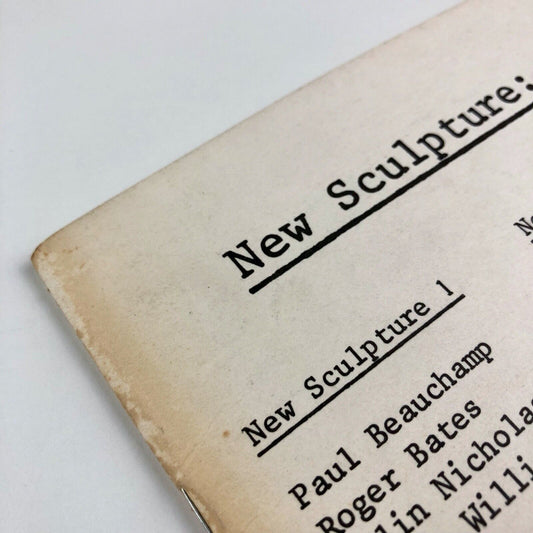 New Sculpture:
New Sculpture 1
Paul Beauchamp
Roger Bates